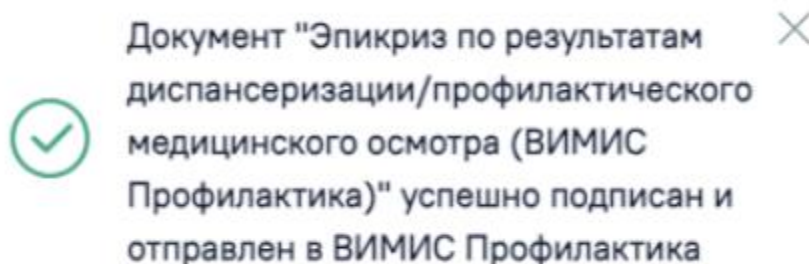 Документ "Эпикриз по результатам
диспансеризации/профилактического
медицинского осмотра (ВИМИС
Профилактика)" успешно подписан и
отправлен в ВИМИС Профилактика